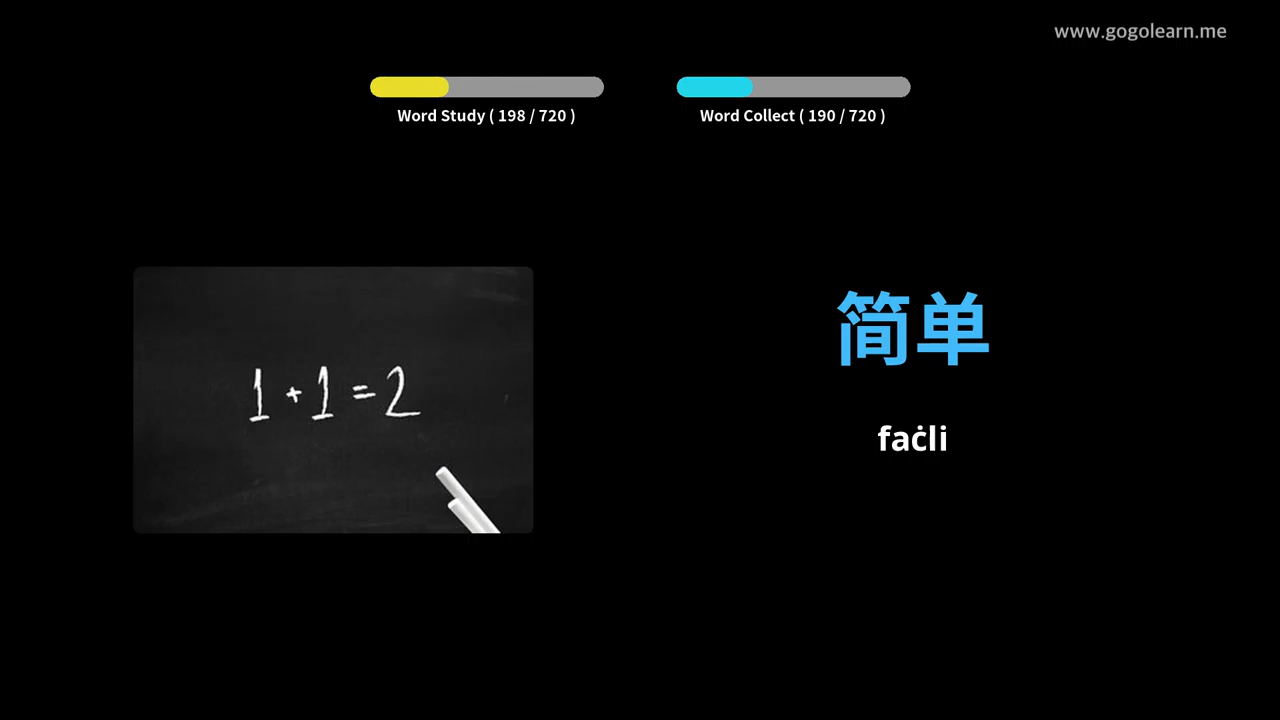 www.gogolearn.me
Word Study ( 198 / 720 )
Word Collect ( 190 / 720 )
1 + 1 = 2
简单
faċli